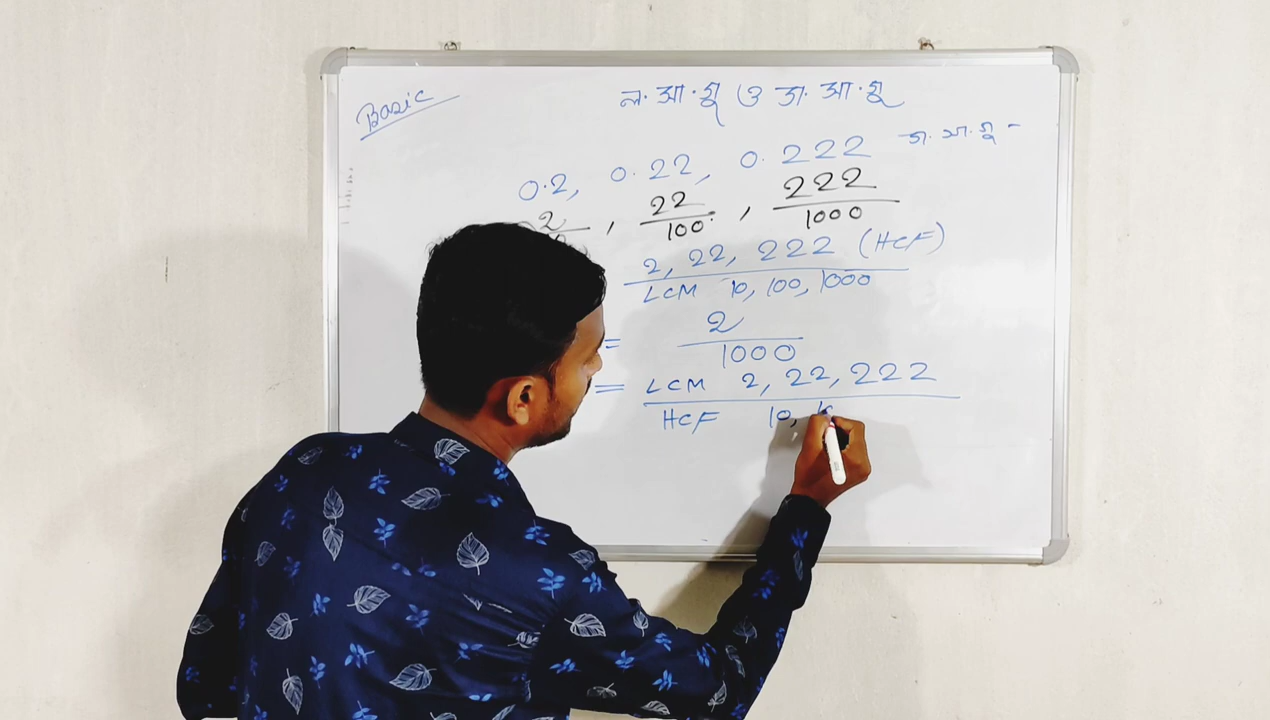 Basic
ল. সা. গু ও গ. সা. গু
0.2, 0.22, 0.222 গ. সা. গু -
2, 22/100, 222/1000
2, 22, 222 (HCF)
LCM 10, 100, 1000
= 2/1000
= LCM 2, 22, 222
HCF 10,